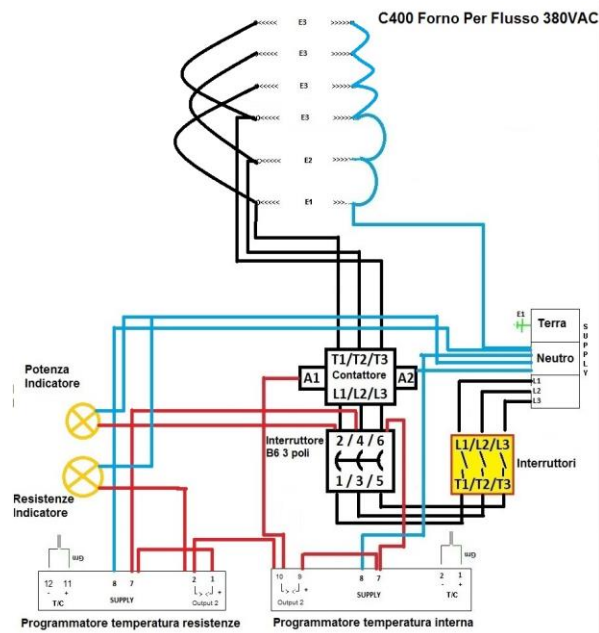 C400 Forno Per Flusso 380VAC
E3
E3
E3
E3
E2
E1
E1
Terra
Neutro
SUPPLY
L1
L2
L3
T1/T2/T3
Contattore
L1/L2/L3
A1
A2
Potenza
Indicatore
Interruttore
B6 3 poli
2 / 4 / 6
1 / 3 / 5
L1/L2/L3
T1/T2/T3
Interruttori
Resistenze
Indicatore
Grn
12 11
- +
T/C
8 7
SUPPLY
2 1
- +
Output 2
Programmatore temperatura resistenze
10 9
- +
Output 2
8 7
SUPPLY
2 1
- +
T/C
Grn
Programmatore temperatura interna